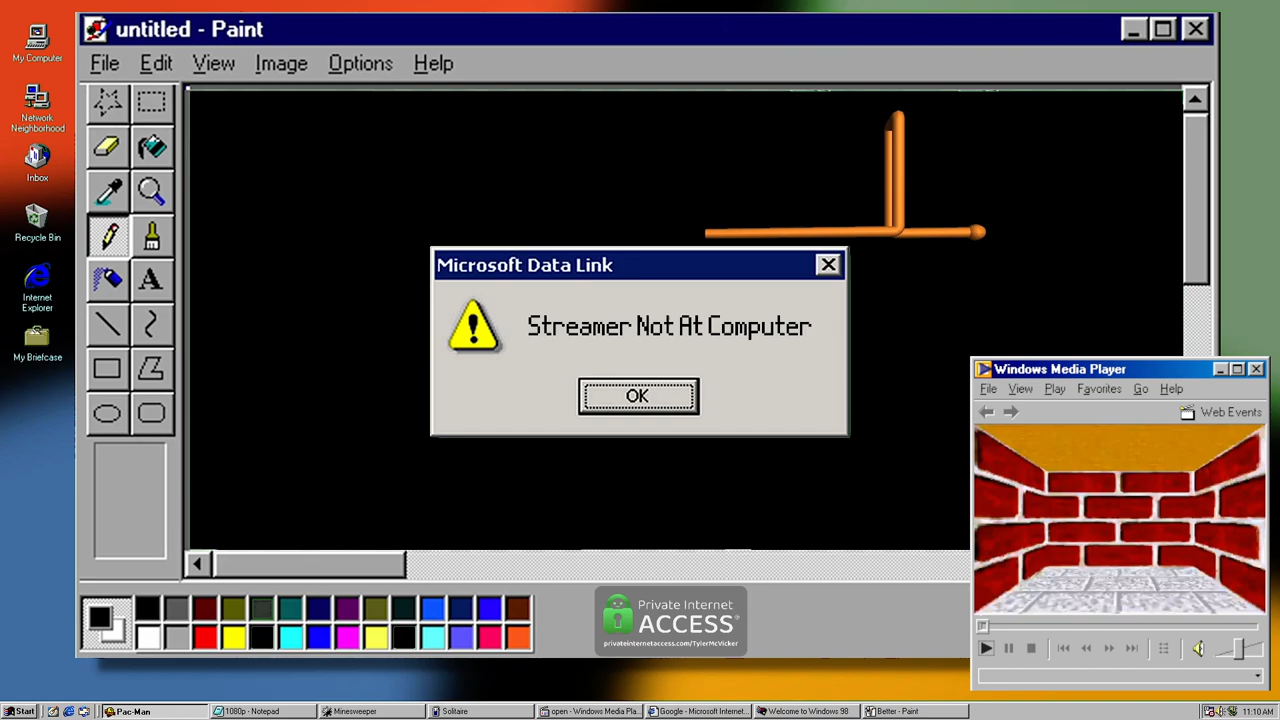 My Computer
Network
Neighborhood
Inbox
Recycle Bin
Internet
Explorer
My Briefcase
untitled - Paint
File Edit View Image Options Help
A
Microsoft Data Link
Streamer Not At Computer
OK
Windows Media Player
File View Play Favorites Go Help
Web Events
Private Internet
ACCESS®
privateinternetaccess.com/TylerMcVicker
Start
Pac-Man
1080p - Notepad
Minesweeper
Solitaire
open - Windows Media Pla...
Google - Microsoft Internet...
Welcome to Windows 98
Better - Paint
11:10 AM